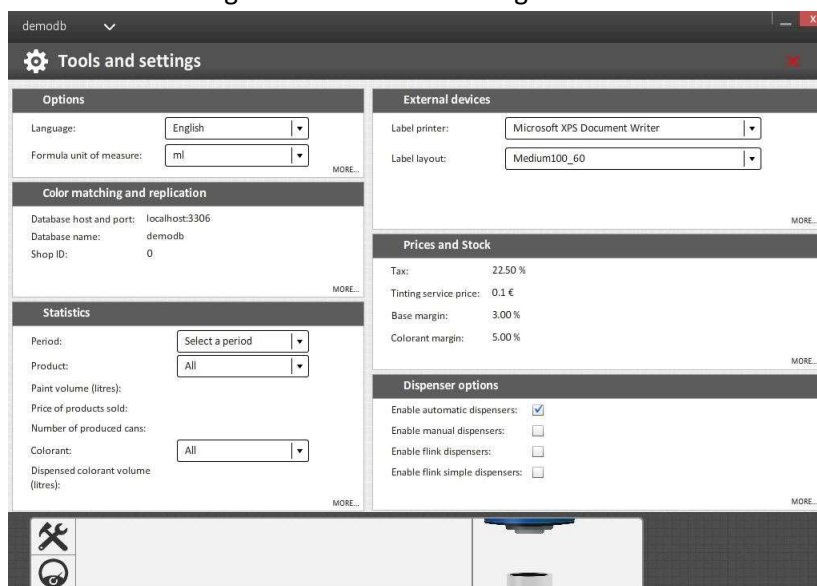 demodb
X
Tools and settings
Options
Language: English
Formula unit of measure: ml
MORE...
Color matching and replication
Database host and port: localhost:3306
Database name: demodb
Shop ID: 0
MORE...
Statistics
Period: Select a period
Product: All
Paint volume (litres):
Price of products sold:
Number of produced cans:
Colorant: All
Dispensed colorant volume
(litres):
MORE...
External devices
Label printer: Microsoft XPS Document Writer
Label layout: Medium100_60
MORE...
Prices and Stock
Tax: 22.50 %
Tinting service price: 0.1 €
Base margin: 3.00 %
Colorant margin: 5.00 %
MORE...
Dispenser options
Enable automatic dispensers:
Enable manual dispensers:
Enable flink dispensers:
Enable flink simple dispensers:
MORE...